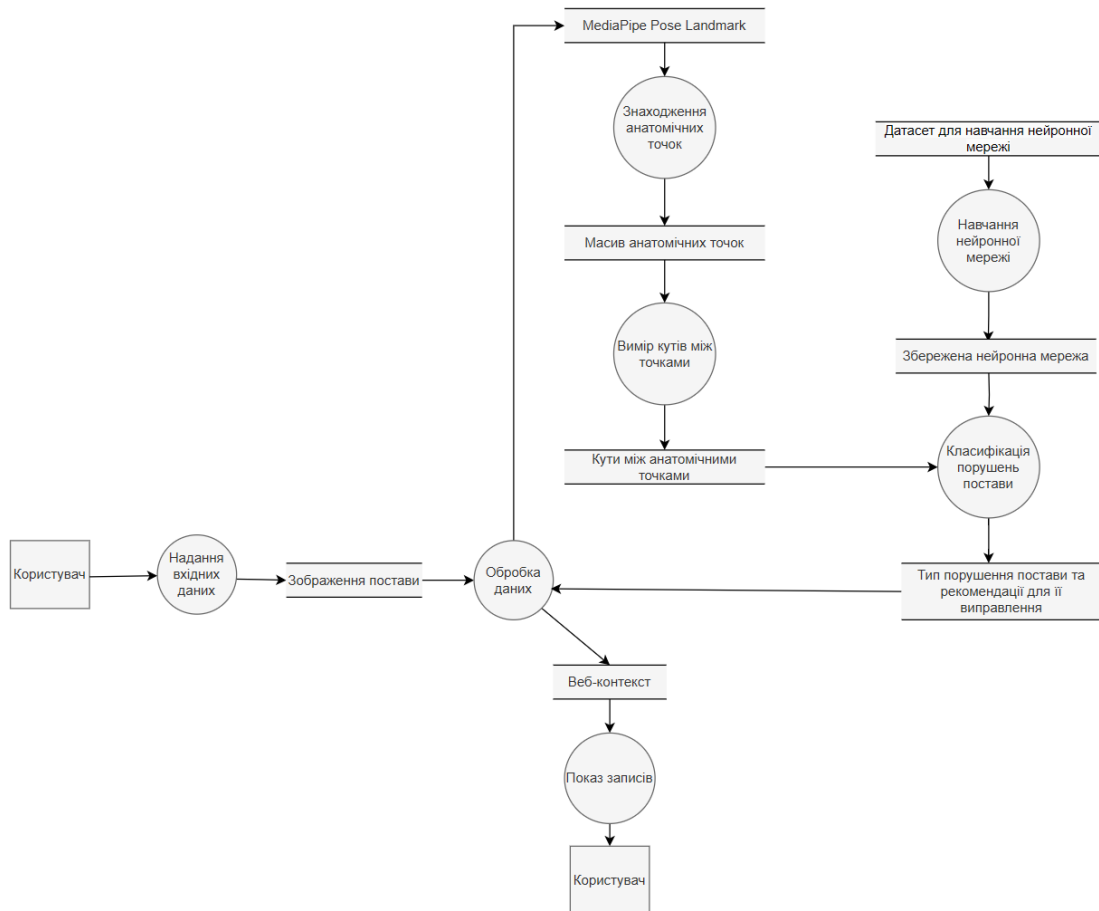 MediaPipe Pose Landmark
Знаходження
анатомічних
точок
Датасет для навчання нейронної
мережі
Масив анатомічних точок
Навчання
нейронної
мережі
Вимір кутів між
точками
Збережена нейронна мережа
Кути між анатомічними
точками
Класифікація
порушень
постави
Користувач
Надання
вхідних
даних
Зображення постави
Обробка
даних
Тип порушення постави та
рекомендації для її
виправлення
Веб-контекст
Показ записів
Користувач